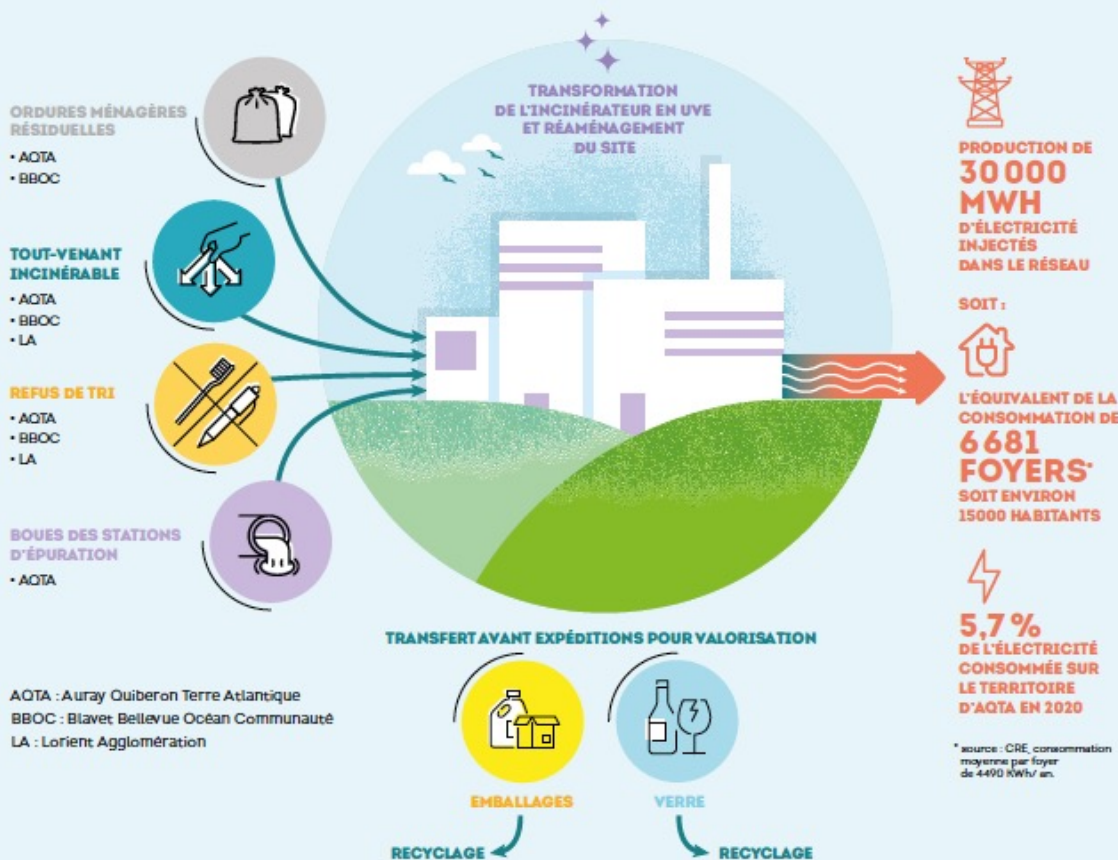 TRANSFORMATION
DE L'INCINÉRATEUR EN UVE
ET RÉAMÉNAGEMENT
DU SITE
ORDURES MÉNAGÈRES
RÉSIDUELLES
• AQTA
• BBOC
TOUT-VENANT
INCINÉRABLE
• AQTA
• BBOC
• LA
REFUS DE TRI
• AQTA
• BBOC
• LA
BOUES DES STATIONS
D'ÉPURATION
• AQTA
AQTA : Auray Quiberon Terre Atlantique
BBOC : Blavet Bellevue Océan Communauté
LA : Lorient Agglomération
TRANSFERT AVANT EXPÉDITIONS POUR VALORISATION
EMBALLAGES
RECYCLAGE
VERRE
RECYCLAGE
PRODUCTION DE
30 000
MWH
D'ÉLECTRICITÉ
INJECTÉS
DANS LE RÉSEAU
SOIT :
L'ÉQUIVALENT DE LA
CONSOMMATION DE
6 681
FOYERS*
SOIT ENVIRON
15000 HABITANTS
5,7 %
DE L'ÉLECTRICITÉ
CONSOMMÉE SUR
LE TERRITOIRE
D'AQTA EN 2020
* source : CRE, consommation
moyenne par foyer
de 4490 KWh/ an.